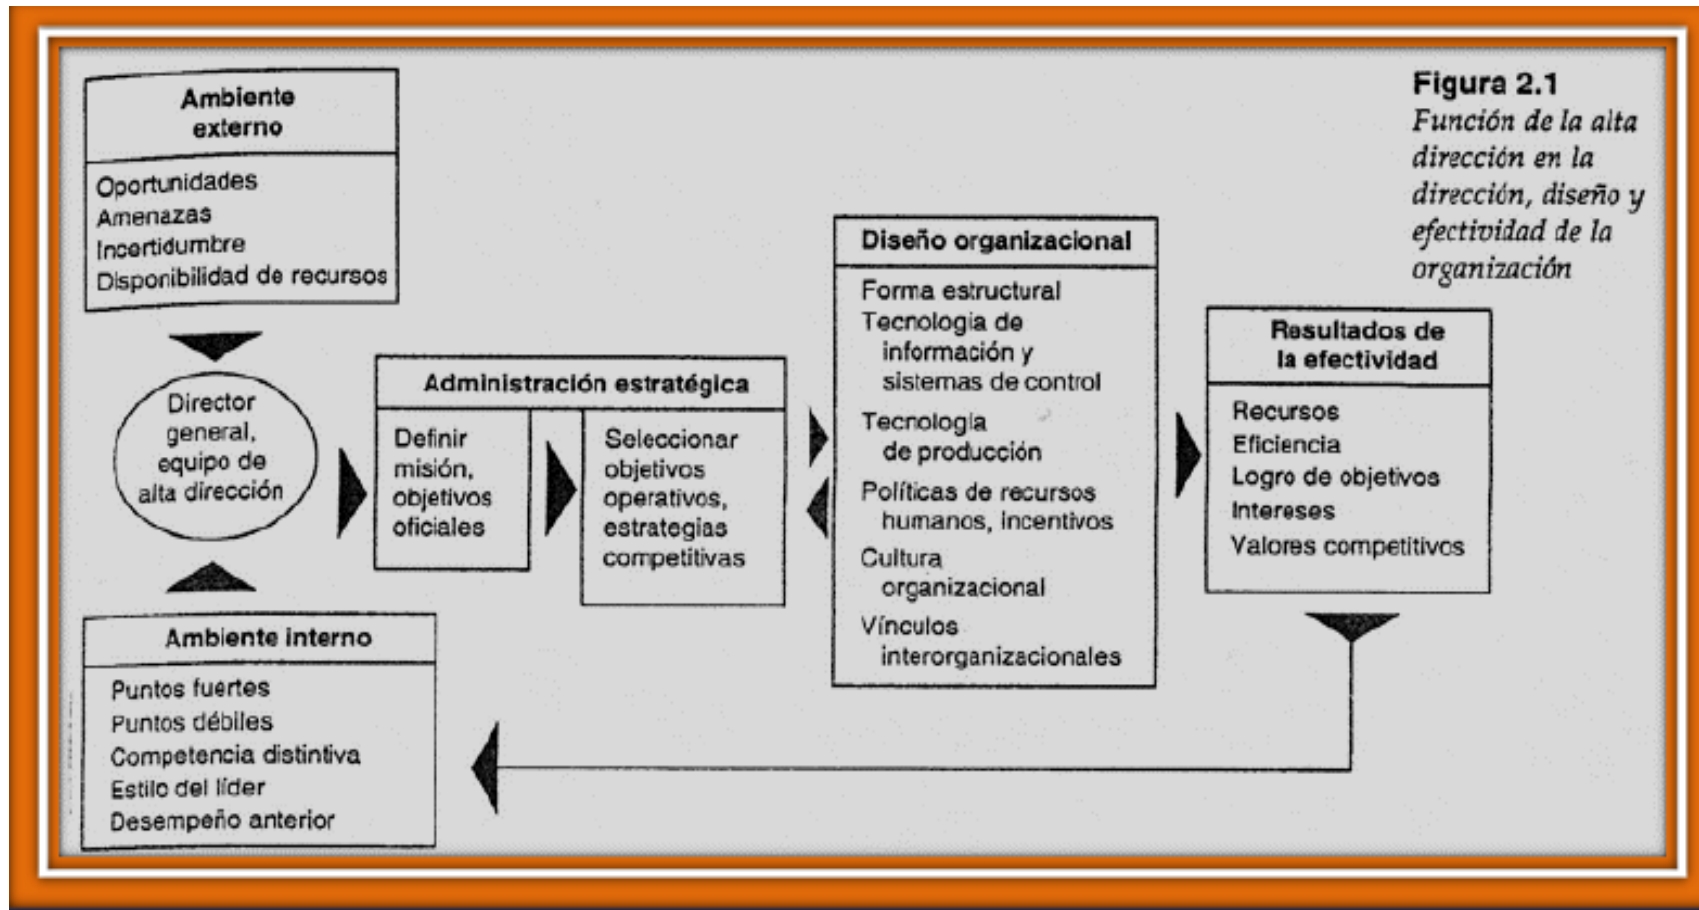 Ambiente
externo
Oportunidades
Amenazas
Incertidumbre
Disponibilidad de recursos
Director
general,
equipo de
alta dirección
Ambiente interno
Puntos fuertes
Puntos débiles
Competencia distintiva
Estilo del líder
Desempeño anterior
Administración estratégica
Definir
misión,
objetivos
oficiales
Seleccionar
objetivos
operativos,
estrategias
competitivas
Diseño organizacional
Forma estructural
Tecnología de
información y
sistemas de control
Tecnología
de producción
Políticas de recursos
humanos, incentivos
Cultura
organizacional
Vínculos
interorganizacionales
Resultados de
la efectividad
Recursos
Eficiencia
Logro de objetivos
Intereses
Valores competitivos
Figura 2.1
Función de la alta
dirección en la
dirección, diseño y
efectividad de la
organización